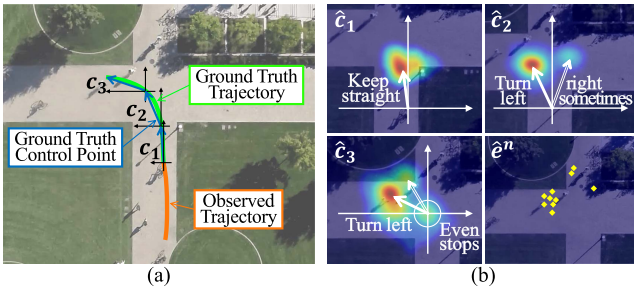 c₃
Ground Truth
Trajectory
c₂
Ground Truth
Control Point
c₁
Observed
Trajectory
(a)
ĉ₁
Keep
straight
ĉ₂
Turn
left
right
sometimes
ĉ₃
Turn left
Even
stops
êⁿ
(b)